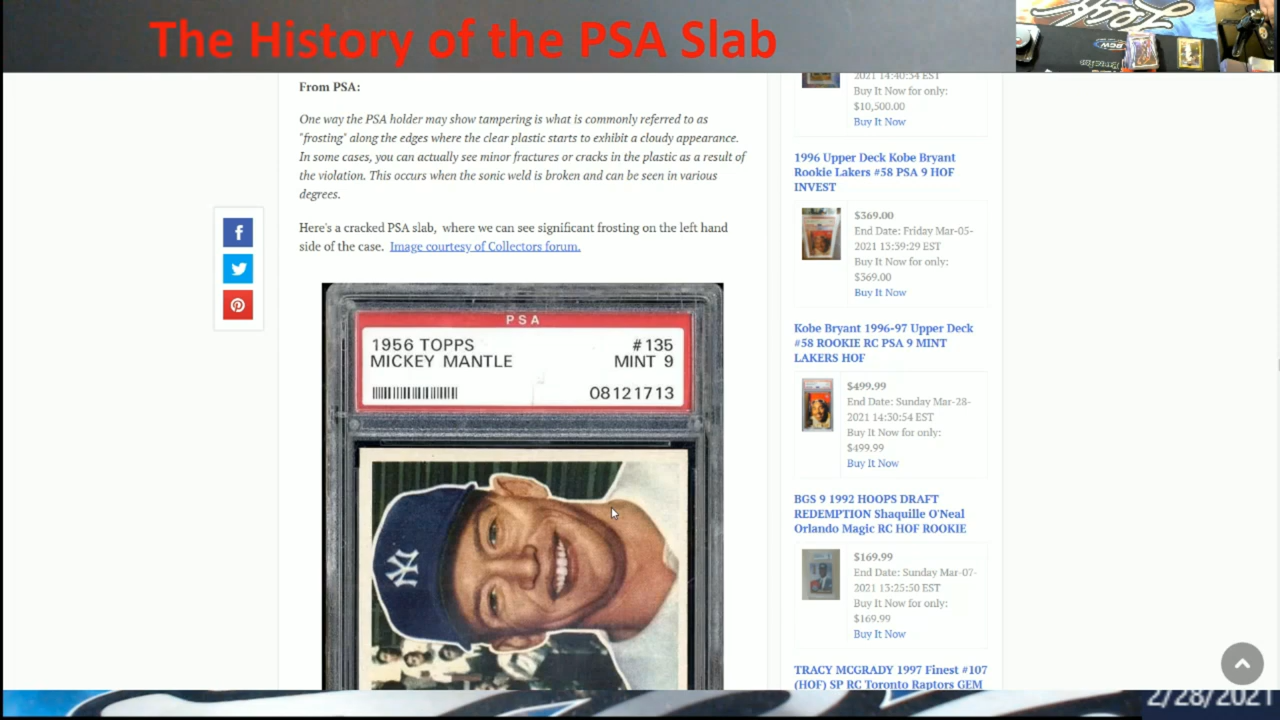 The History of the PSA Slab
From PSA:
One way the PSA holder may show tampering is what is commonly referred to as
"frosting" along the edges where the clear plastic starts to exhibit a cloudy appearance.
In some cases, you can actually see minor fractures or cracks in the plastic as a result of
the violation. This occurs when the sonic weld is broken and can be seen in various
degrees.
Here's a cracked PSA slab, where we can see significant frosting on the left hand
side of the case. Image courtesy of Collectors forum.
PSA
1956 TOPPS #135
MICKEY MANTLE MINT 9
08121713
NY
2021 14:40:54 EST
Buy It Now for only:
$10,500.00
Buy It Now
1996 Upper Deck Kobe Bryant
Rookie Lakers #58 PSA 9 HOF
INVEST
$369.00
End Date: Friday Mar-05-
2021 13:59:29 EST
Buy It Now for only:
$369.00
Buy It Now
Kobe Bryant 1996-97 Upper Deck
#58 ROOKIE RC PSA 9 MINT
LAKERS HOF
$499.99
End Date: Sunday Mar-28-
2021 14:30:54 EST
Buy It Now for only:
$499.99
Buy It Now
BGS 9 1992 HOOPS DRAFT
REDEMPTION Shaquille O'Neal
Orlando Magic RC HOF ROOKIE
$169.99
End Date: Sunday Mar-07-
2021 13:25:50 EST
Buy It Now for only:
$169.99
Buy It Now
TRACY MCGRADY 1997 Finest #107
(HOF) SP RC Toronto Raptors GEM
2/28/2021